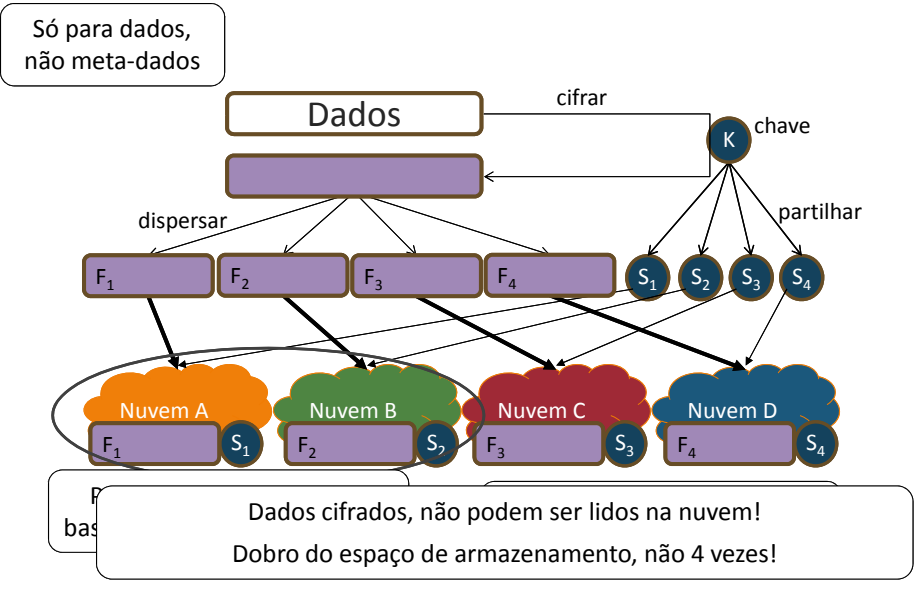 Só para dados,
não meta-dados
Dados
cifrar
K
chave
dispersar
partilhar
F1
F2
F3
F4
S1
S2
S3
S4
Nuvem A
Nuvem B
Nuvem C
Nuvem D
F1
S1
F2
S2
F3
S3
F4
S4
Dados cifrados, não podem ser lidos na nuvem!
Dobro do espaço de armazenamento, não 4 vezes!